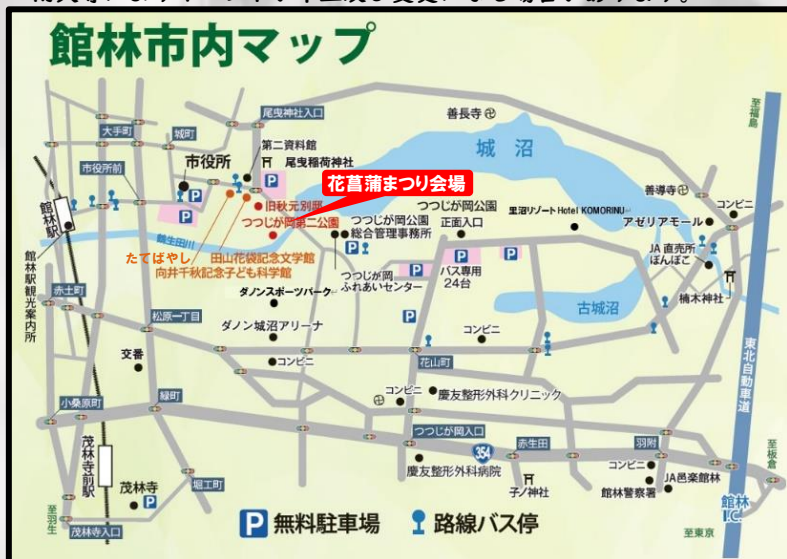 館林市内マップ
尾曳神社入口
善長寺
至福島
大手町
城町
第二資料館
城沼
市役所前
市役所
尾曳稲荷神社
花菖蒲まつり会場
善導寺
コンビニ
旧秋元別邸
つつじが岡公園
里沼リゾート Hotel KOMORINU
アゼリアモール
館林駅
つつじが岡第二公園
つつじが岡公園
総合管理事務所
正面入口
鶴生田川
JA 直売所
ぽんぽこ
たてばやし
田山花袋記念文学館
向井千秋記念子ども科学館
つつじが岡
ふれあいセンター
バス専用
24台
楠木神社
館林駅観光案内所
ダノンスポーツパーク
古城沼
赤土町
松原一丁目
ダノン城沼アリーナ
コンビニ
東北自動車道
交番
コンビニ
花山町
コンビニ
慶友整形外科クリニック
小桑原町
緑町
つつじが岡入口
354
赤生田
羽附
至板倉
茂林寺前駅
慶友整形外科病院
コンビニ
JA邑楽館林
子ノ神社
館林警察署
茂林寺
P
堀工町
館林
I.C.
至羽生
茂林寺入口
P 無料駐車場
路線バス停
至東京